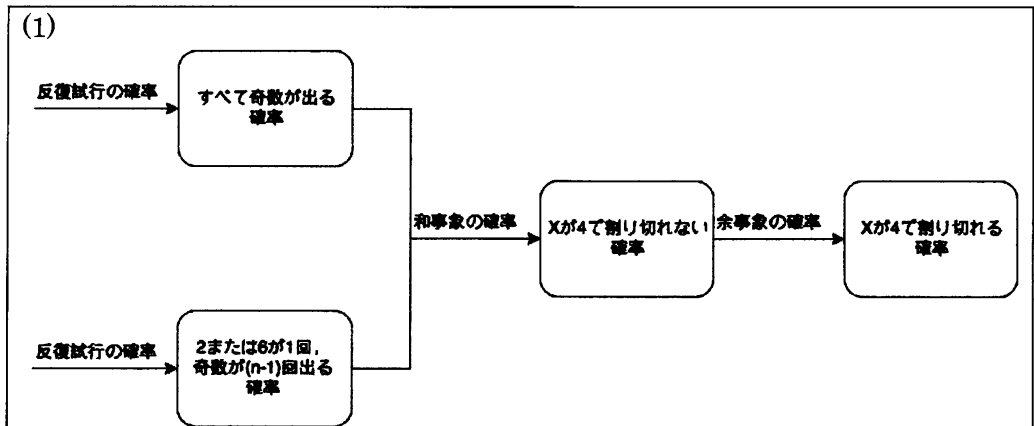 (1)
反復試行の確率
すべて奇数が出る
確率
和事象の確率
Xが4で割り切れない
確率
余事象の確率
Xが4で割り切れる
確率
反復試行の確率
2または6が1回，
奇数が(n-1)回出る
確率